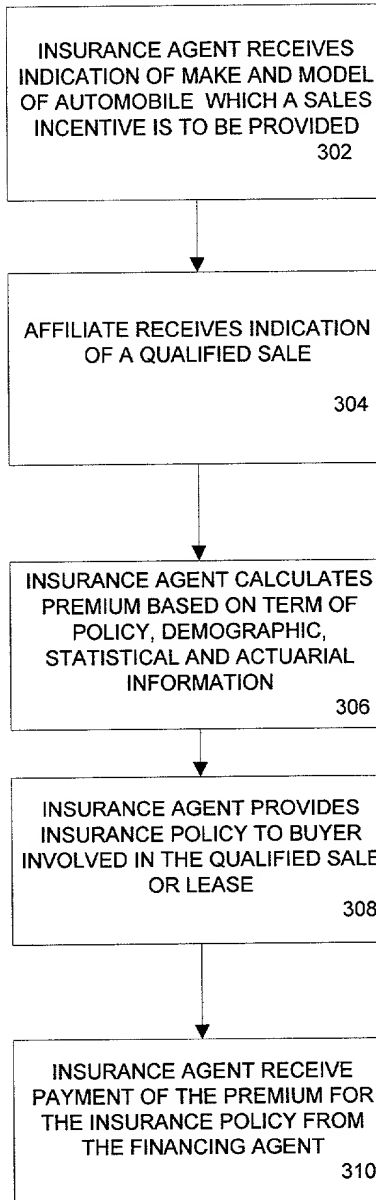 INSURANCE AGENT RECEIVES
INDICATION OF MAKE AND MODEL
OF AUTOMOBILE WHICH A SALES
INCENTIVE IS TO BE PROVIDED
302
AFFILIATE RECEIVES INDICATION
OF A QUALIFIED SALE
304
INSURANCE AGENT CALCULATES
PREMIUM BASED ON TERM OF
POLICY, DEMOGRAPHIC,
STATISTICAL AND ACTUARIAL
INFORMATION
306
INSURANCE AGENT PROVIDES
INSURANCE POLICY TO BUYER
INVOLVED IN THE QUALIFIED SALE
OR LEASE
308
INSURANCE AGENT RECEIVE
PAYMENT OF THE PREMIUM FOR
THE INSURANCE POLICY FROM
THE FINANCING AGENT
310